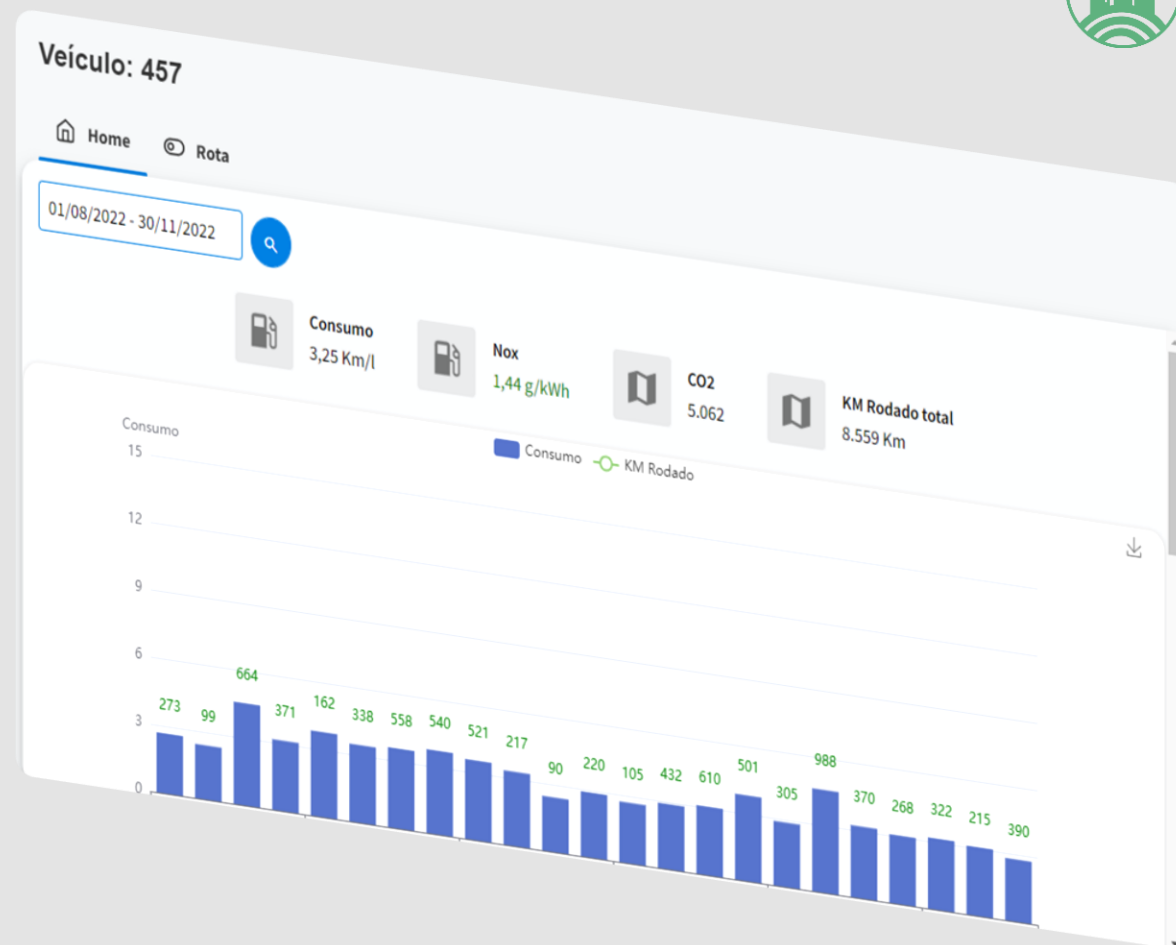 Veículo: 457
Home
Rota
01/08/2022 - 30/11/2022
Consumo
3,25 Km/l
Nox
1,44 g/kWh
CO2
5.062
KM Rodado total
8.559 Km
Consumo
Consumo
KM Rodado
15
12
9
6
3
0
273
99
664
371
162
338
558
540
521
217
90
220
105
432
610
501
305
988
370
268
322
215
390